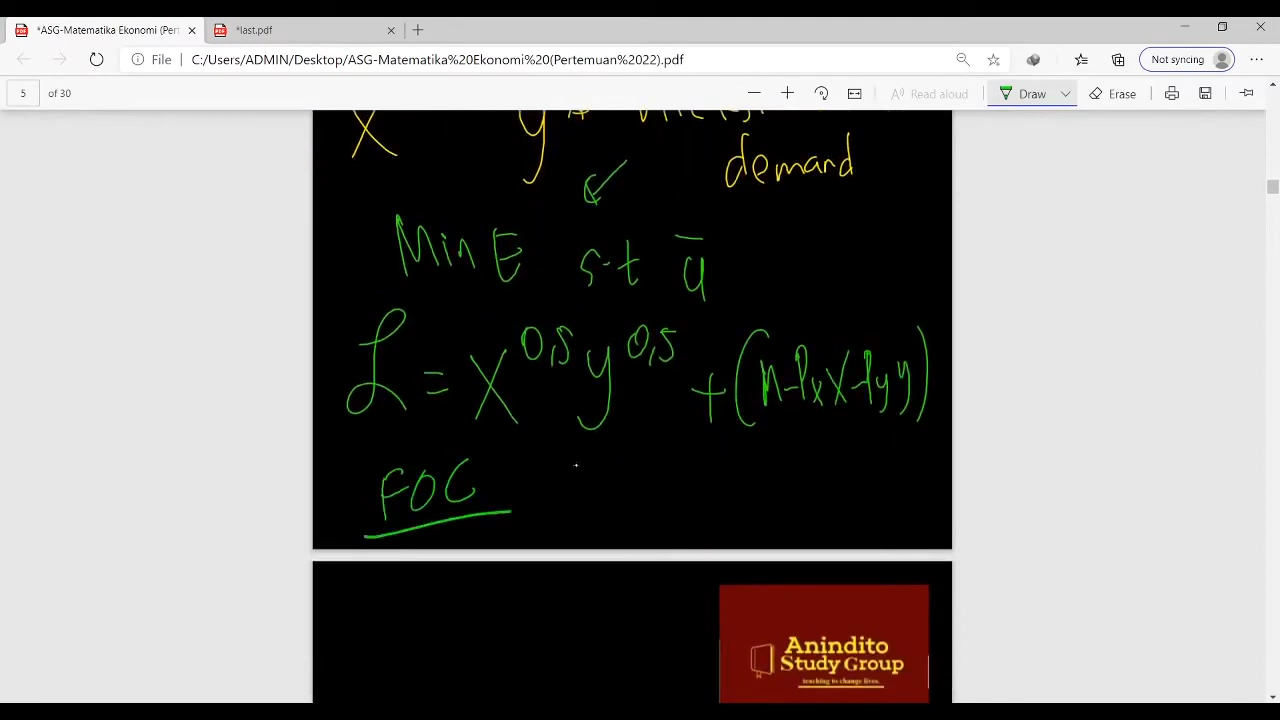 *ASG-Matematika Ekonomi (Pert
*last.pdf
File C:/Users/ADMIN/Desktop/ASG-Matematika%20Ekonomi%20(Pertemuan%2022).pdf
Not syncing
5 of 30
Read aloud
Draw
Erase
X y*
demand
Min E s.t ū
L = X^0,5 y^0,5 + (M-PxX-Pyy)
FOC
Anindito
Study Group
teaching to change lives.